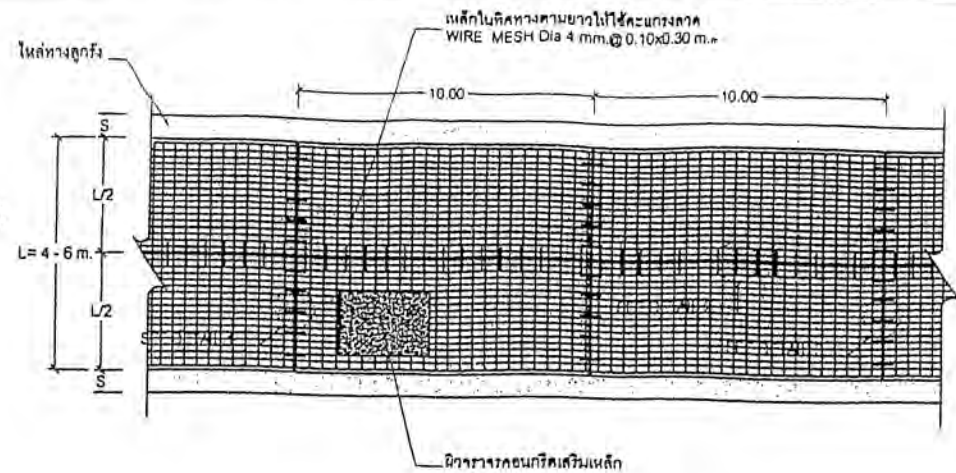 เหล็กในทิศทางตามยาวให้ใช้ตะแกรงลวด
WIRE MESH Dia 4 mm.@ 0.10x0.30 m.
ไหล่ทางลูกรัง
10.00
10.00
S
L/2
L= 4 - 6 m.
L/2
S
ผิวจราจรคอนกรีตเสริมเหล็ก